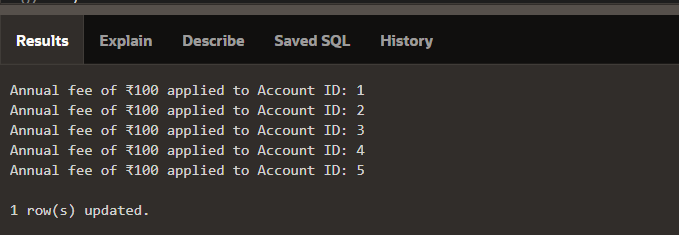 Results Explain Describe Saved SQL History
Annual fee of ₹100 applied to Account ID: 1
Annual fee of ₹100 applied to Account ID: 2
Annual fee of ₹100 applied to Account ID: 3
Annual fee of ₹100 applied to Account ID: 4
Annual fee of ₹100 applied to Account ID: 5
1 row(s) updated.